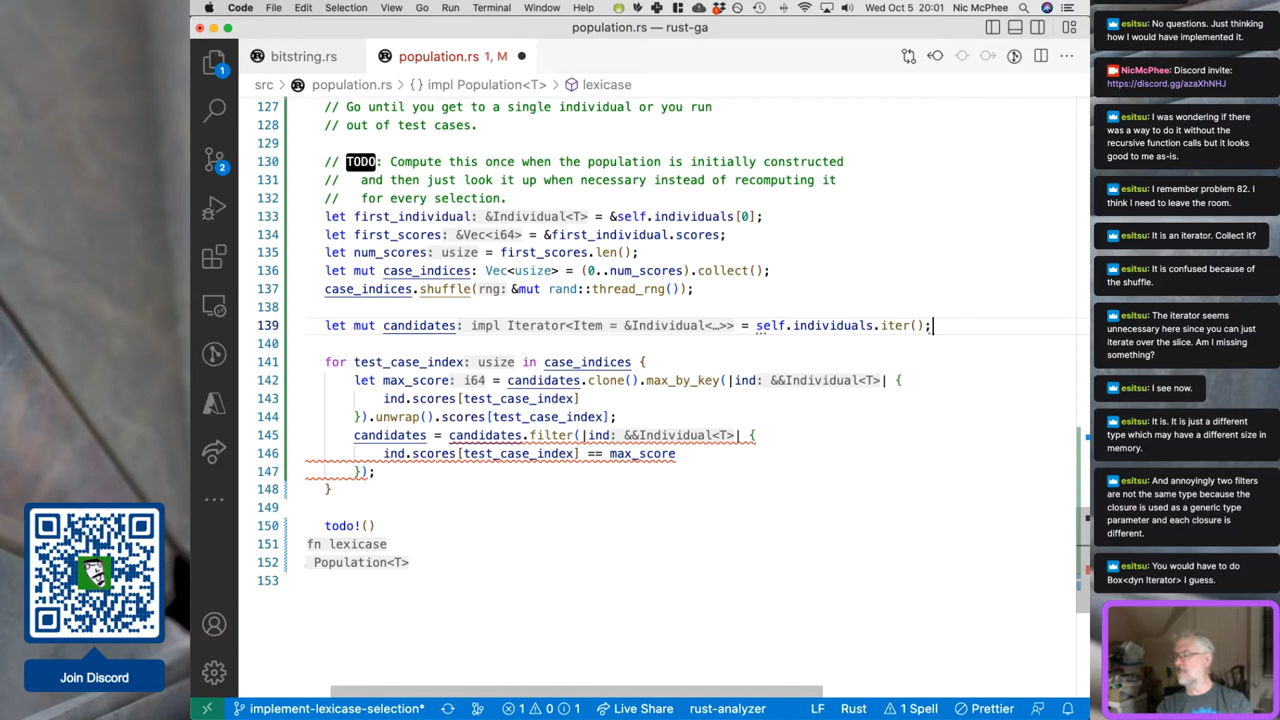 Code File Edit Selection View Go Run Terminal Window Help Wed Oct 5 20:01 Nic McPhee
population.rs — rust-ga
bitstring.rs
population.rs 1, M
src > population.rs > {} impl Population<T> > lexicase
127 // Go until you get to a single individual or you run
128 // out of test cases.
129
130 // TODO: Compute this once when the population is initially constructed
131 // and then just look it up when necessary instead of recomputing it
132 // for every selection.
133 let first_individual: &Individual<T> = &self.individuals[0];
134 let first_scores: &Vec<i64> = &first_individual.scores;
135 let num_scores: usize = first_scores.len();
136 let mut case_indices: Vec<usize> = (0..num_scores).collect();
137 case_indices.shuffle(rng: &mut rand::thread_rng());
138
139 let mut candidates: impl Iterator<Item = &Individual<…>> = self.individuals.iter();
140
141 for test_case_index: usize in case_indices {
142 let max_score: i64 = candidates.clone().max_by_key(|ind: &&Individual<T>| {
143 ind.scores[test_case_index]
144 }).unwrap().scores[test_case_index];
145 candidates = candidates.filter(|ind: &&Individual<T>| {
146 ind.scores[test_case_index] == max_score
147 });
148 }
149
150 todo!()
151 fn lexicase
152 Population<T>
153
1
2
Join Discord
implement-lexicase-selection* 1 0 1 Live Share rust-analyzer LF Rust 1 Spell Prettier
esitsu: No questions. Just thinking
how I would have implemented it.
NicMcPhee: Discord invite:
https://discord.gg/azaXhNHJ
esitsu: I was wondering if there
was a way to do it without the
recursive function calls but it looks
good to me as-is.
esitsu: I remember problem 82. I
think I need to leave the room.
esitsu: It is an iterator. Collect it?
esitsu: It is confused because of
the shuffle.
esitsu: The iterator seems
unnecessary here since you can just
iterate over the slice. Am I missing
something?
esitsu: I see now.
esitsu: It is. It is just a different
type which may have a different size in
memory.
esitsu: And annoyingly two filters
are not the same type because the
closure is used as a generic type
parameter and each closure is
different.
esitsu: You would have to do
Box<dyn Iterator> I guess.